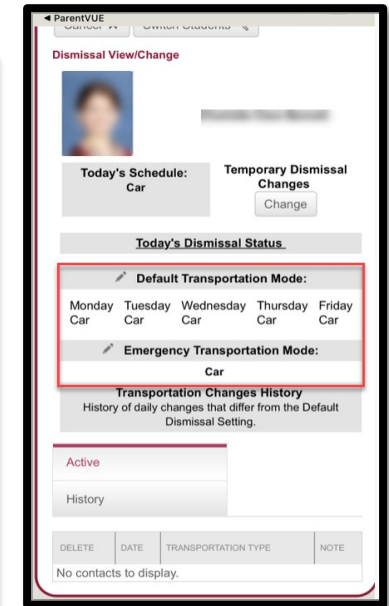 ◄ ParentVUE
Dismissal View/Change
Today's Schedule:
Car
Temporary Dismissal
Changes
Change
Today's Dismissal Status
Default Transportation Mode:
Monday Tuesday Wednesday Thursday Friday
Car Car Car Car Car
Emergency Transportation Mode:
Car
Transportation Changes History
History of daily changes that differ from the Default
Dismissal Setting.
Active
History
DELETE DATE TRANSPORTATION TYPE NOTE
No contacts to display.